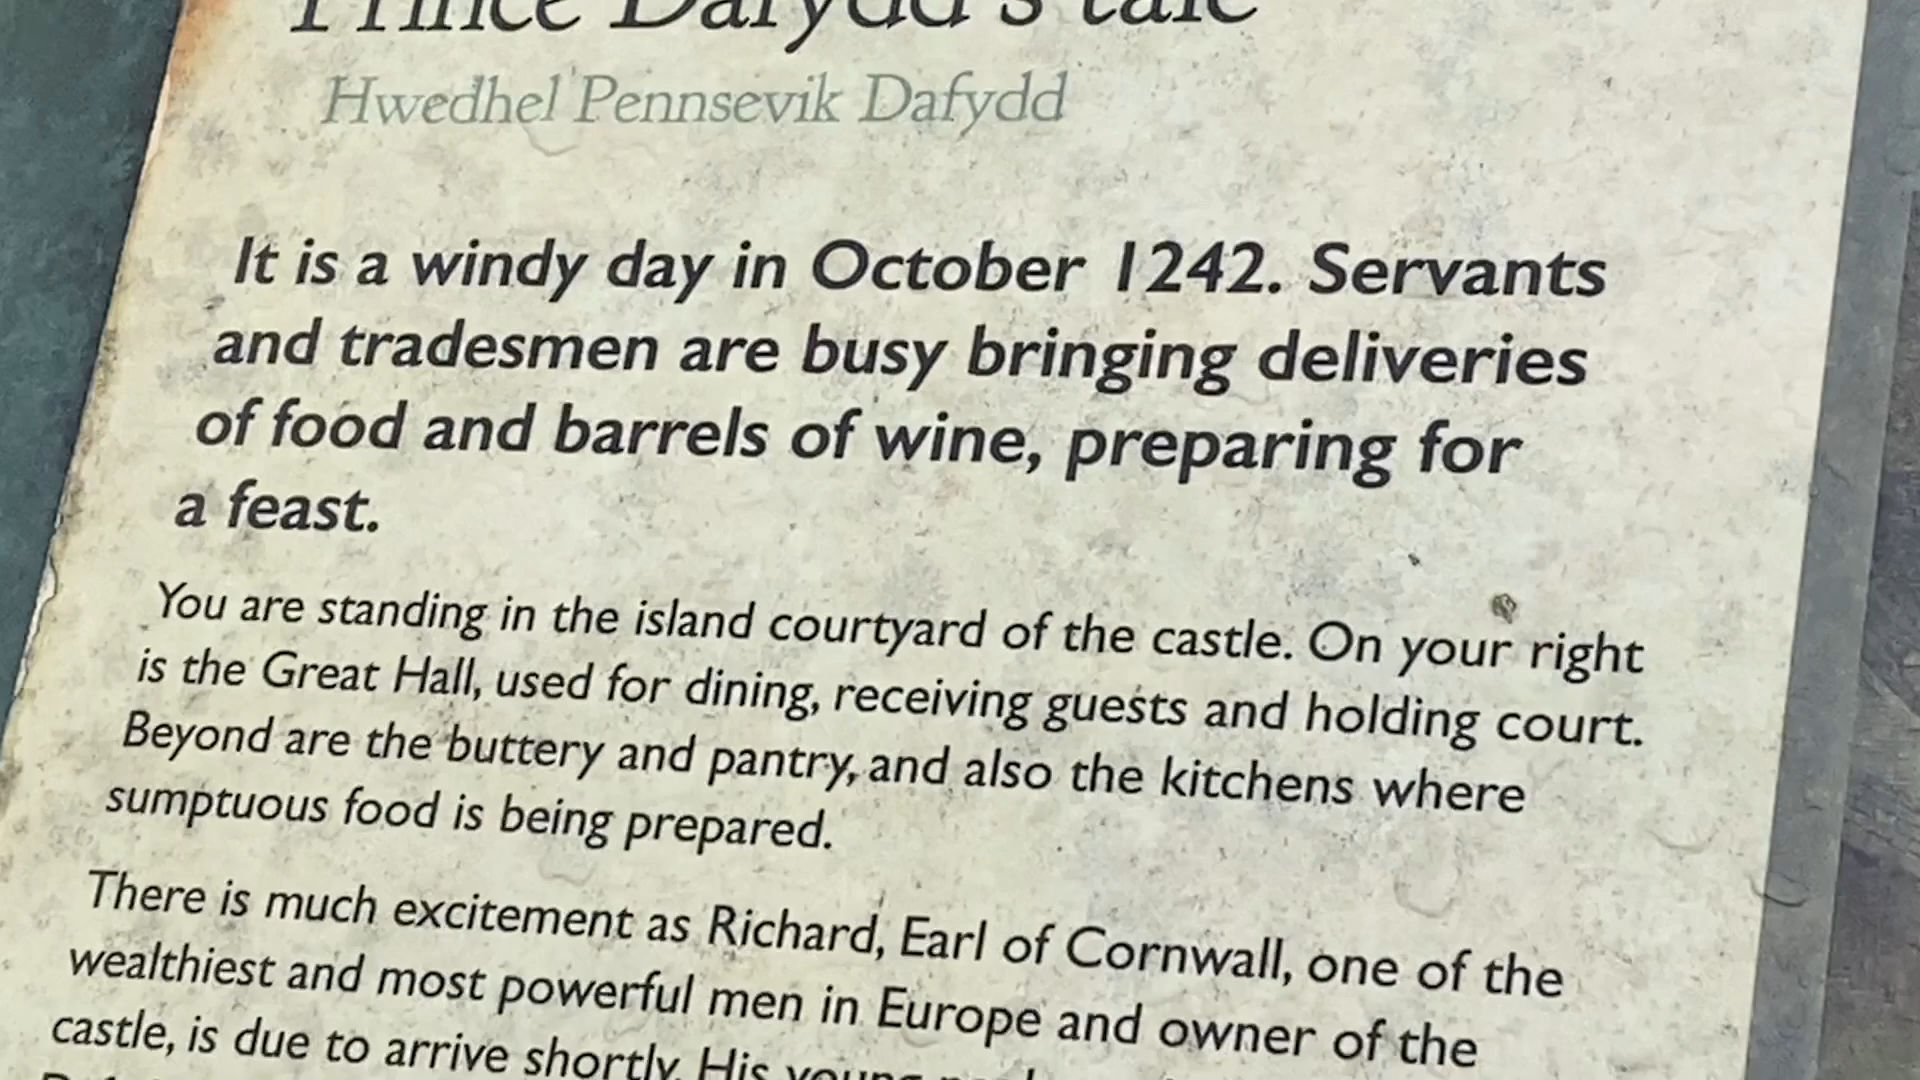 Prince Dafydd's tale
Hwedhel Pennsevik Dafydd
It is a windy day in October 1242. Servants
and tradesmen are busy bringing deliveries
of food and barrels of wine, preparing for
a feast.
You are standing in the island courtyard of the castle. On your right
is the Great Hall, used for dining, receiving guests and holding court.
Beyond are the buttery and pantry, and also the kitchens where
sumptuous food is being prepared.
There is much excitement as Richard, Earl of Cornwall, one of the
wealthiest and most powerful men in Europe and owner of the
castle, is due to arrive shortly. His young